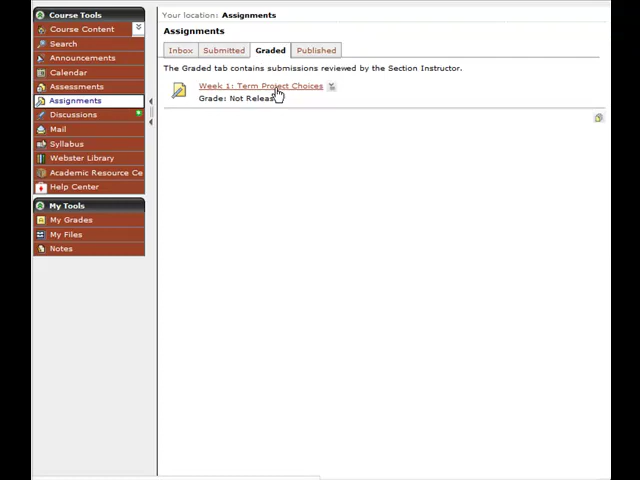 Course Tools
Course Content
Search
Announcements
Calendar
Assessments
Assignments
Discussions
Mail
Syllabus
Webster Library
Academic Resource Ce
Help Center
My Tools
My Grades
My Files
Notes
Your location: Assignments
Assignments
Inbox Submitted Graded Published
The Graded tab contains submissions reviewed by the Section Instructor.
Week 1: Term Project Choices
Grade: Not Releas